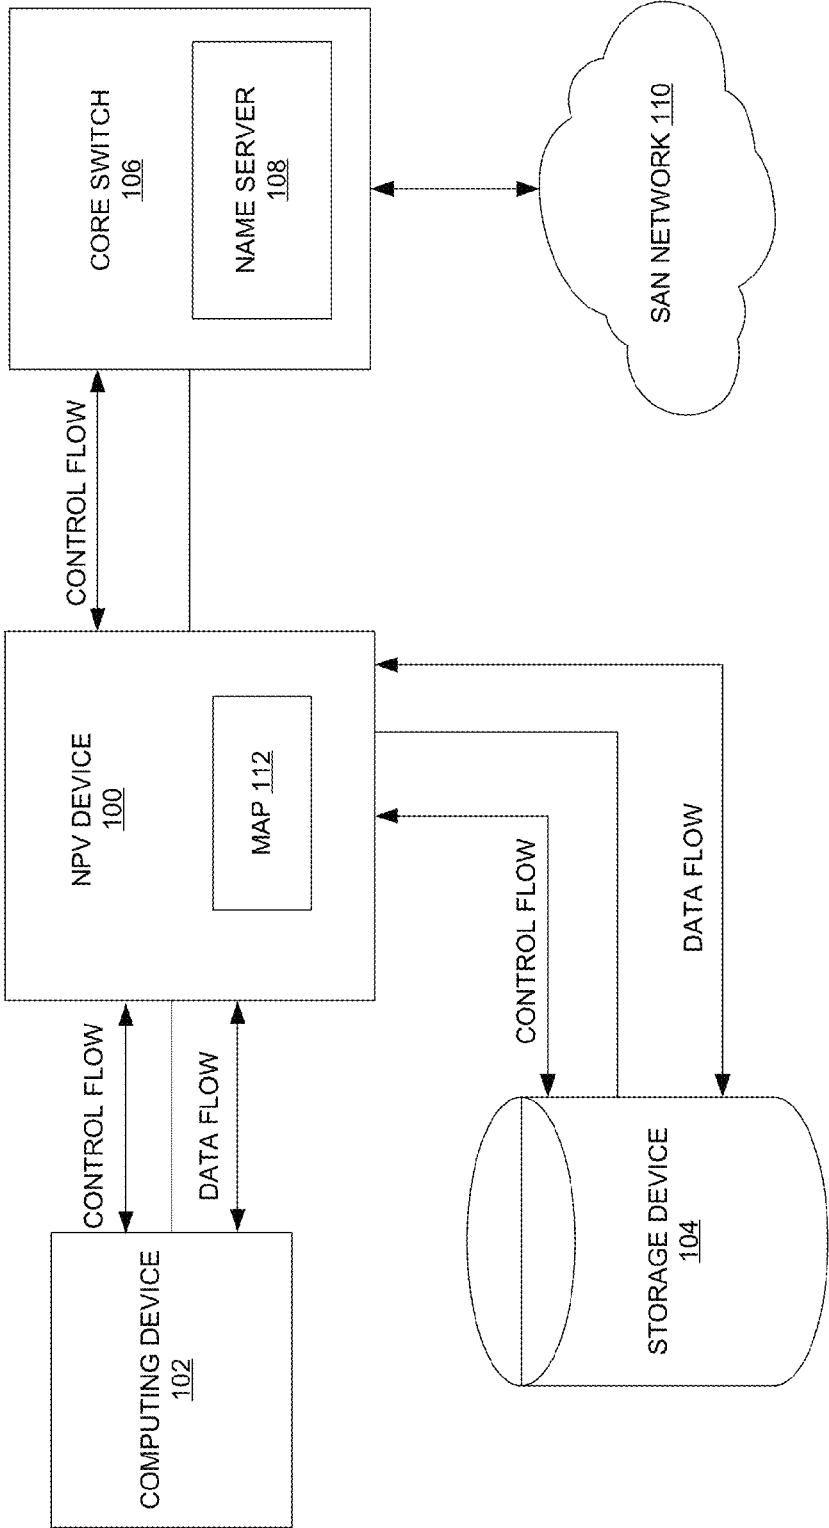 COMPUTING DEVICE
102
CONTROL FLOW
DATA FLOW
NPV DEVICE
100
MAP 112
CONTROL FLOW
CORE SWITCH
106
NAME SERVER
108
STORAGE DEVICE
104
CONTROL FLOW
DATA FLOW
SAN NETWORK 110